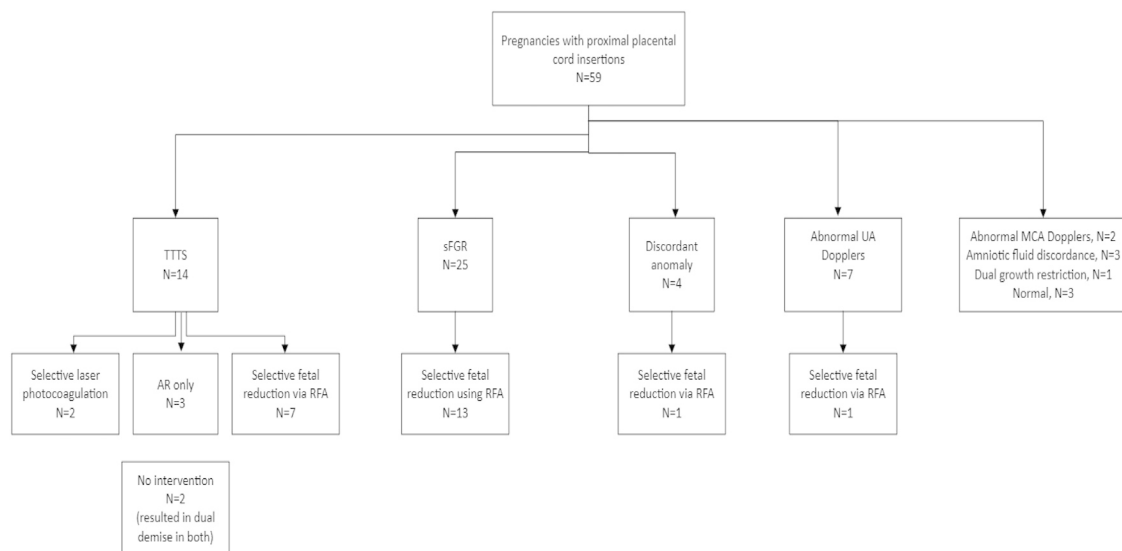 Pregnancies with proximal placental
cord insertions
N=59
TTTS
N=14
sFGR
N=25
Discordant
anomaly
N=4
Abnormal UA
Dopplers
N=7
Abnormal MCA Dopplers, N=2
Amniotic fluid discordance, N=3
Dual growth restriction, N=1
Normal, N=3
Selective laser
photocoagulation
N=2
AR only
N=3
Selective fetal
reduction via RFA
N=7
Selective fetal
reduction using RFA
N=13
Selective fetal
reduction via RFA
N=1
Selective fetal
reduction via RFA
N=1
No intervention
N=2
(resulted in dual
demise in both)